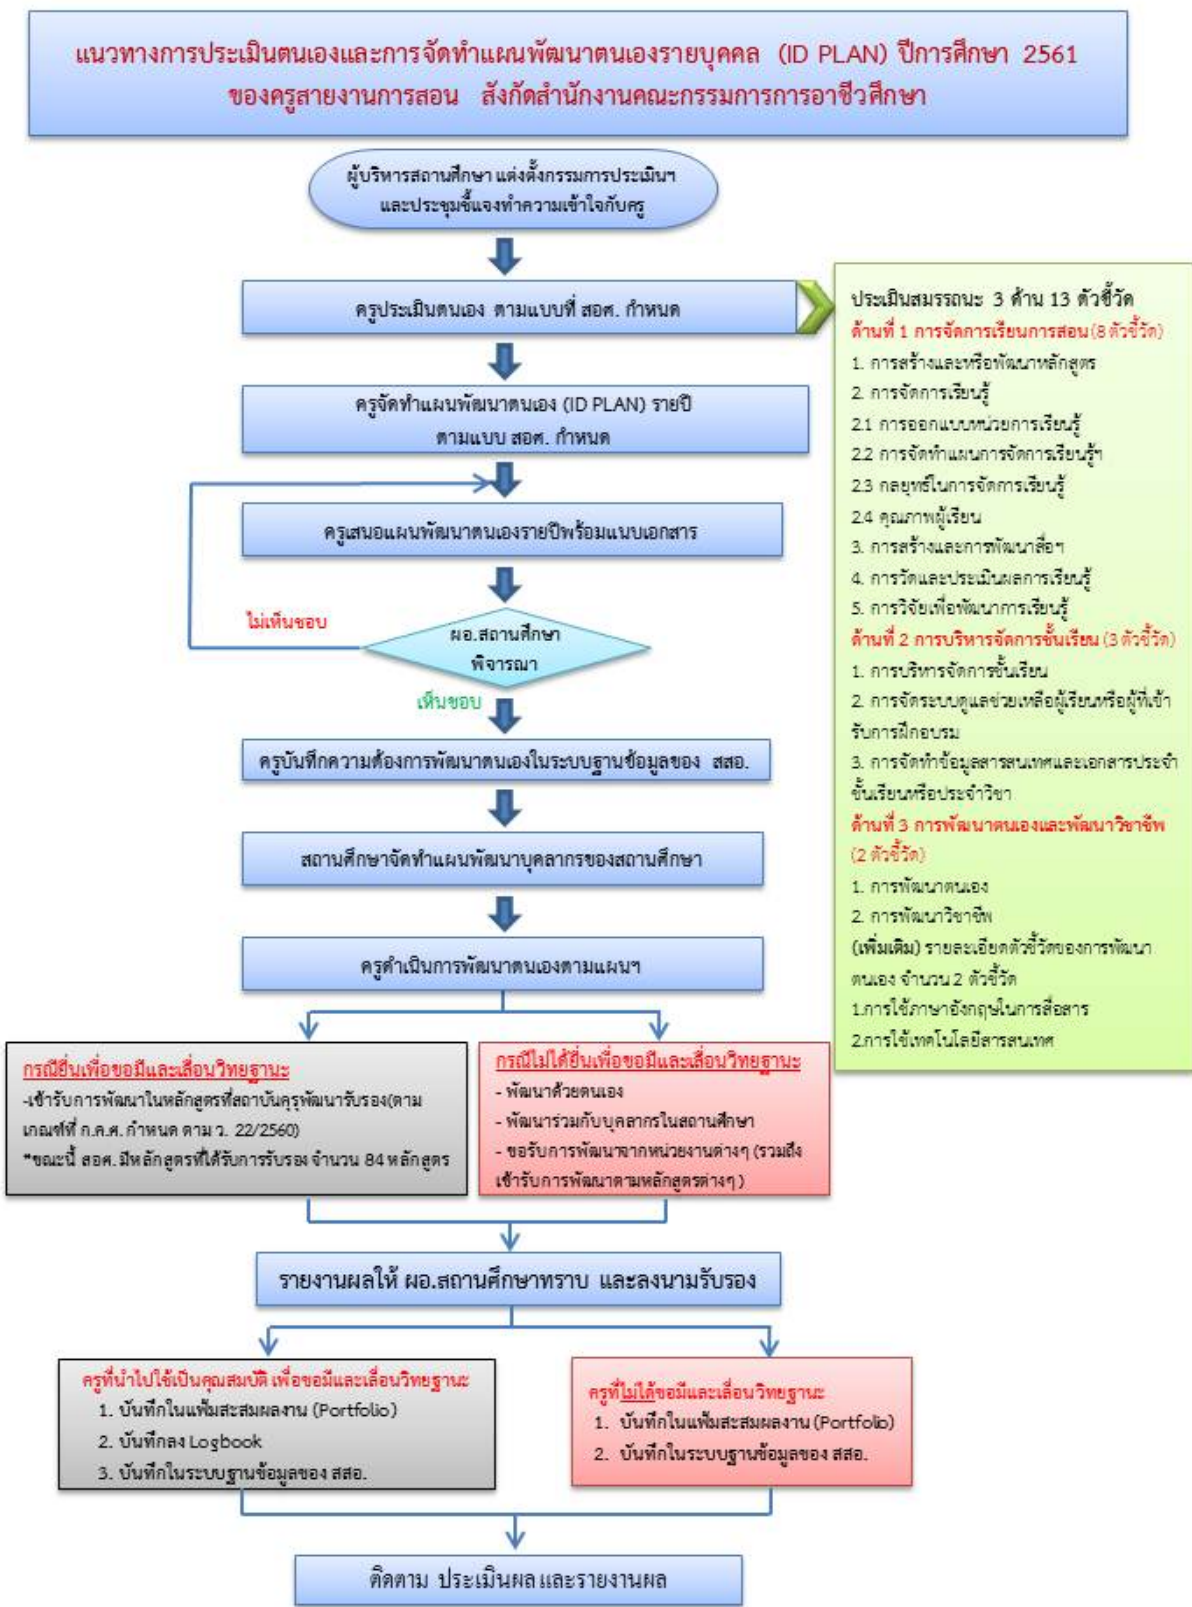 แนวทางการประเมินตนเองและการจัดทำแผนพัฒนาตนเองรายบุคคล (ID PLAN) ปีการศึกษา 2561
ของครูสายงานการสอน สังกัดสำนักงานคณะกรรมการการอาชีวศึกษา
ผู้บริหารสถานศึกษา แต่งตั้งกรรมการประเมินฯ
และประชุมชี้แจงทำความเข้าใจกับครู
ครูประเมินตนเอง ตามแบบที่ สอศ. กำหนด
ครูจัดทำแผนพัฒนาตนเอง (ID PLAN) รายปี
ตามแบบ สอศ. กำหนด
ครูเสนอแผนพัฒนาตนเองรายปีพร้อมแนบเอกสาร
ไม่เห็นชอบ
ผอ.สถานศึกษา
พิจารณา
เห็นชอบ
ครูบันทึกความต้องการพัฒนาตนเองในระบบฐานข้อมูลของ สสอ.
สถานศึกษาจัดทำแผนพัฒนาบุคลากรของสถานศึกษา
ครูดำเนินการพัฒนาตนเองตามแผนฯ
ประเมินสมรรถนะ 3 ด้าน 13 ตัวชี้วัด
ด้านที่ 1 การจัดการเรียนการสอน (8 ตัวชี้วัด)
1. การสร้างและหรือพัฒนาหลักสูตร
2. การจัดการเรียนรู้
2.1 การออกแบบหน่วยการเรียนรู้
2.2 การจัดทำแผนการจัดการเรียนรู้ฯ
2.3 กลยุทธ์ในการจัดการเรียนรู้
2.4 คุณภาพผู้เรียน
3. การสร้างและการพัฒนาสื่อฯ
4. การวัดและประเมินผลการเรียนรู้
5. การวิจัยเพื่อพัฒนาการเรียนรู้
ด้านที่ 2 การบริหารจัดการชั้นเรียน (3 ตัวชี้วัด)
1. การบริหารจัดการชั้นเรียน
2. การจัดระบบดูแลช่วยเหลือผู้เรียนหรือผู้ที่เข้า
รับการฝึกอบรม
3. การจัดทำข้อมูลสารสนเทศและเอกสารประจำ
ชั้นเรียนหรือประจำวิชา
ด้านที่ 3 การพัฒนาตนเองและพัฒนาวิชาชีพ
(2 ตัวชี้วัด)
1. การพัฒนาตนเอง
2. การพัฒนาวิชาชีพ
(เพิ่มเติม) รายละเอียดตัวชี้วัดของการพัฒนา
ตนเอง จำนวน 2 ตัวชี้วัด
1.การใช้ภาษาอังกฤษในการสื่อสาร
2.การใช้เทคโนโลยีสารสนเทศ
กรณียื่นเพื่อขอมีและเลื่อนวิทยฐานะ
-เข้ารับการพัฒนาในหลักสูตรที่สถาบันคุรุพัฒนารับรอง(ตาม
เกณฑ์ที่ ก.ค.ศ. กำหนด ตาม ว. 22/2560)
*ขณะนี้ สอศ. มีหลักสูตรที่ได้รับการรับรอง จำนวน 84 หลักสูตร
กรณีไม่ได้ยื่นเพื่อขอมีและเลื่อนวิทยฐานะ
- พัฒนาด้วยตนเอง
- พัฒนาร่วมกับบุคลากรในสถานศึกษา
- ขอรับการพัฒนาจากหน่วยงานต่างๆ (รวมถึง
เข้ารับการพัฒนาตามหลักสูตรต่างๆ )
รายงานผลให้ ผอ.สถานศึกษาทราบ และลงนามรับรอง
ครูที่นำไปใช้เป็นคุณสมบัติ เพื่อขอมีและเลื่อนวิทยฐานะ
1. บันทึกในแฟ้มสะสมผลงาน (Portfolio)
2. บันทึกลง Logbook
3. บันทึกในระบบฐานข้อมูลของ สสอ.
ครูที่ไม่ได้ขอมีและเลื่อนวิทยฐานะ
1. บันทึกในแฟ้มสะสมผลงาน (Portfolio)
2. บันทึกในระบบฐานข้อมูลของ สสอ.
ติดตาม ประเมินผล และรายงานผล